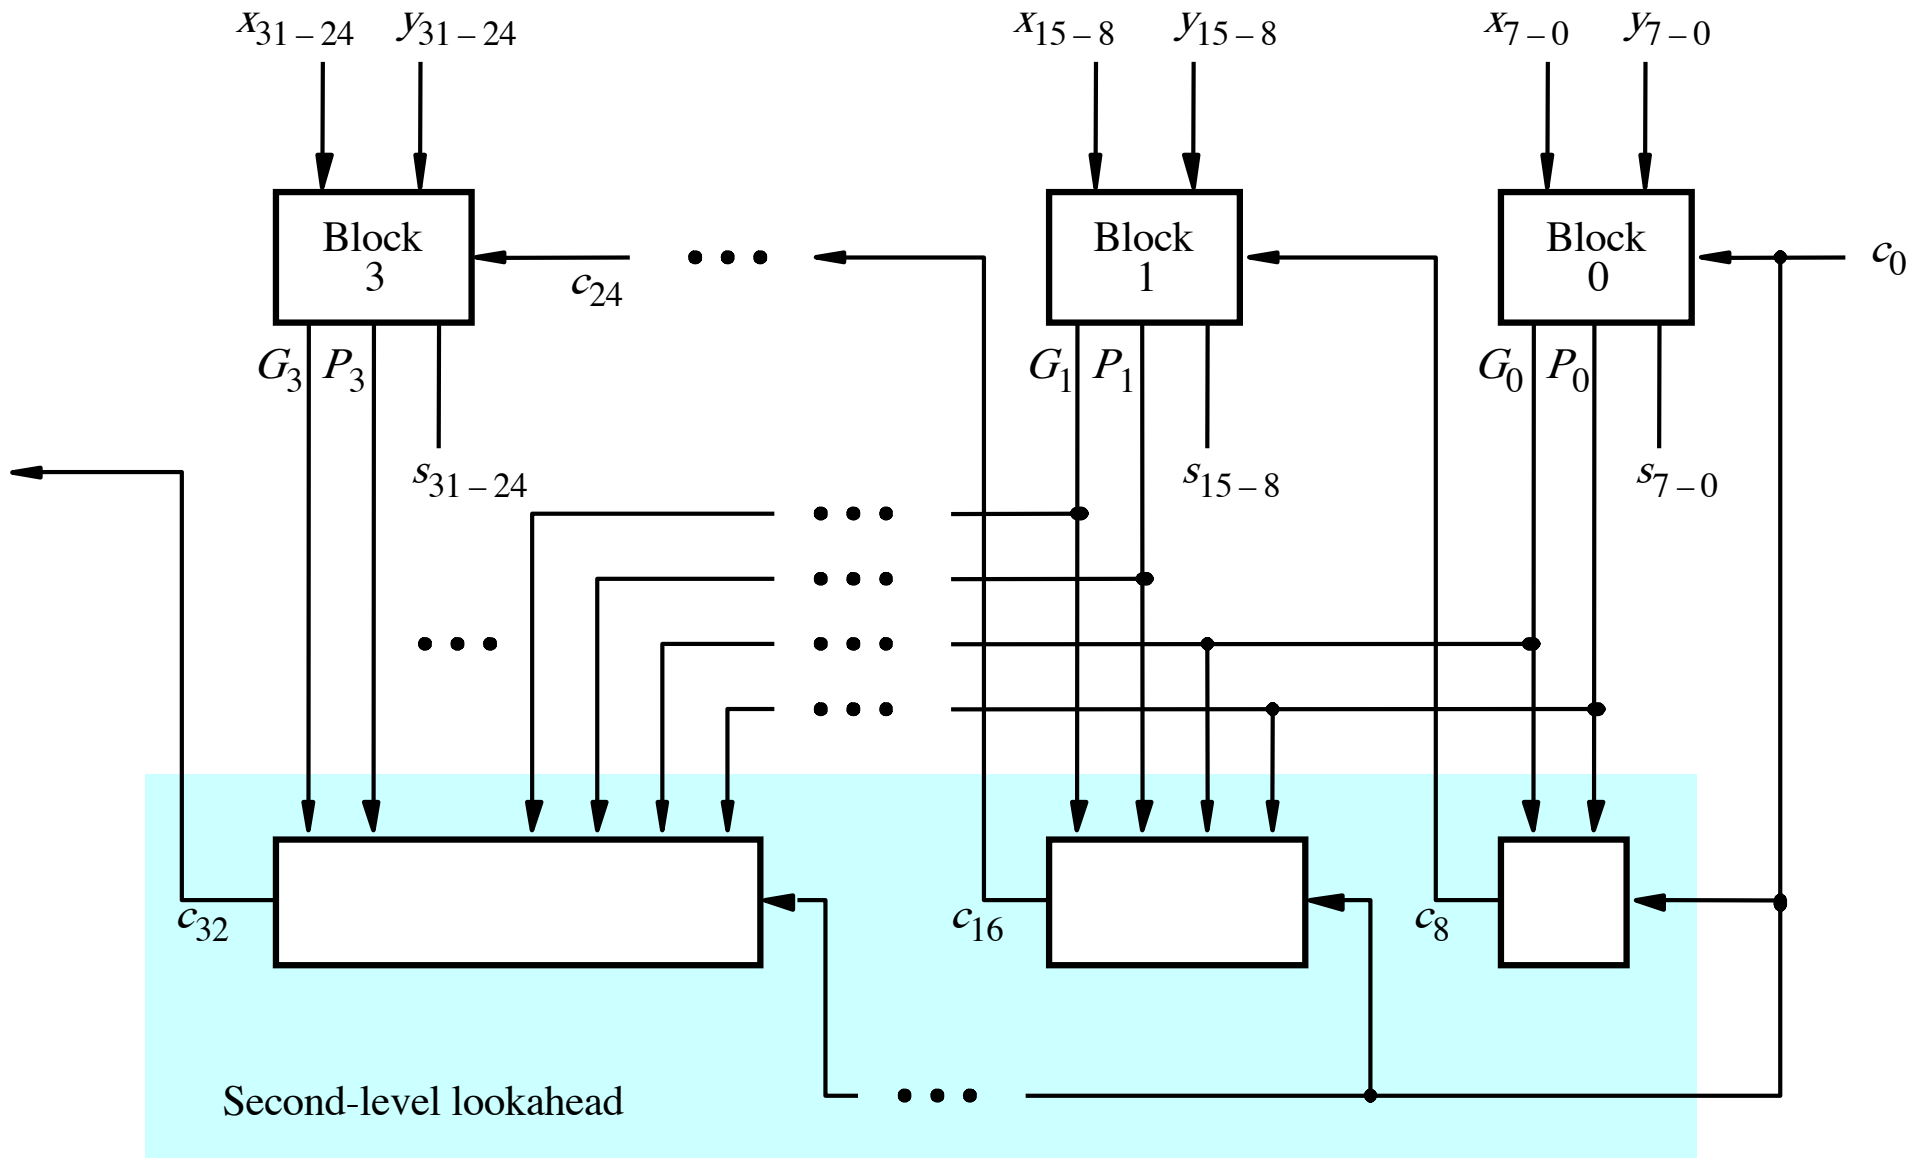 x31 – 24 y31 – 24 x15 – 8 y15 – 8 x7 – 0 y7 – 0
Block
3
Block
1
Block
0
c0
c24
G3 P3
G1 P1
G0 P0
s31 – 24
s15 – 8
s7 – 0
c32
c16
c8
Second-level lookahead